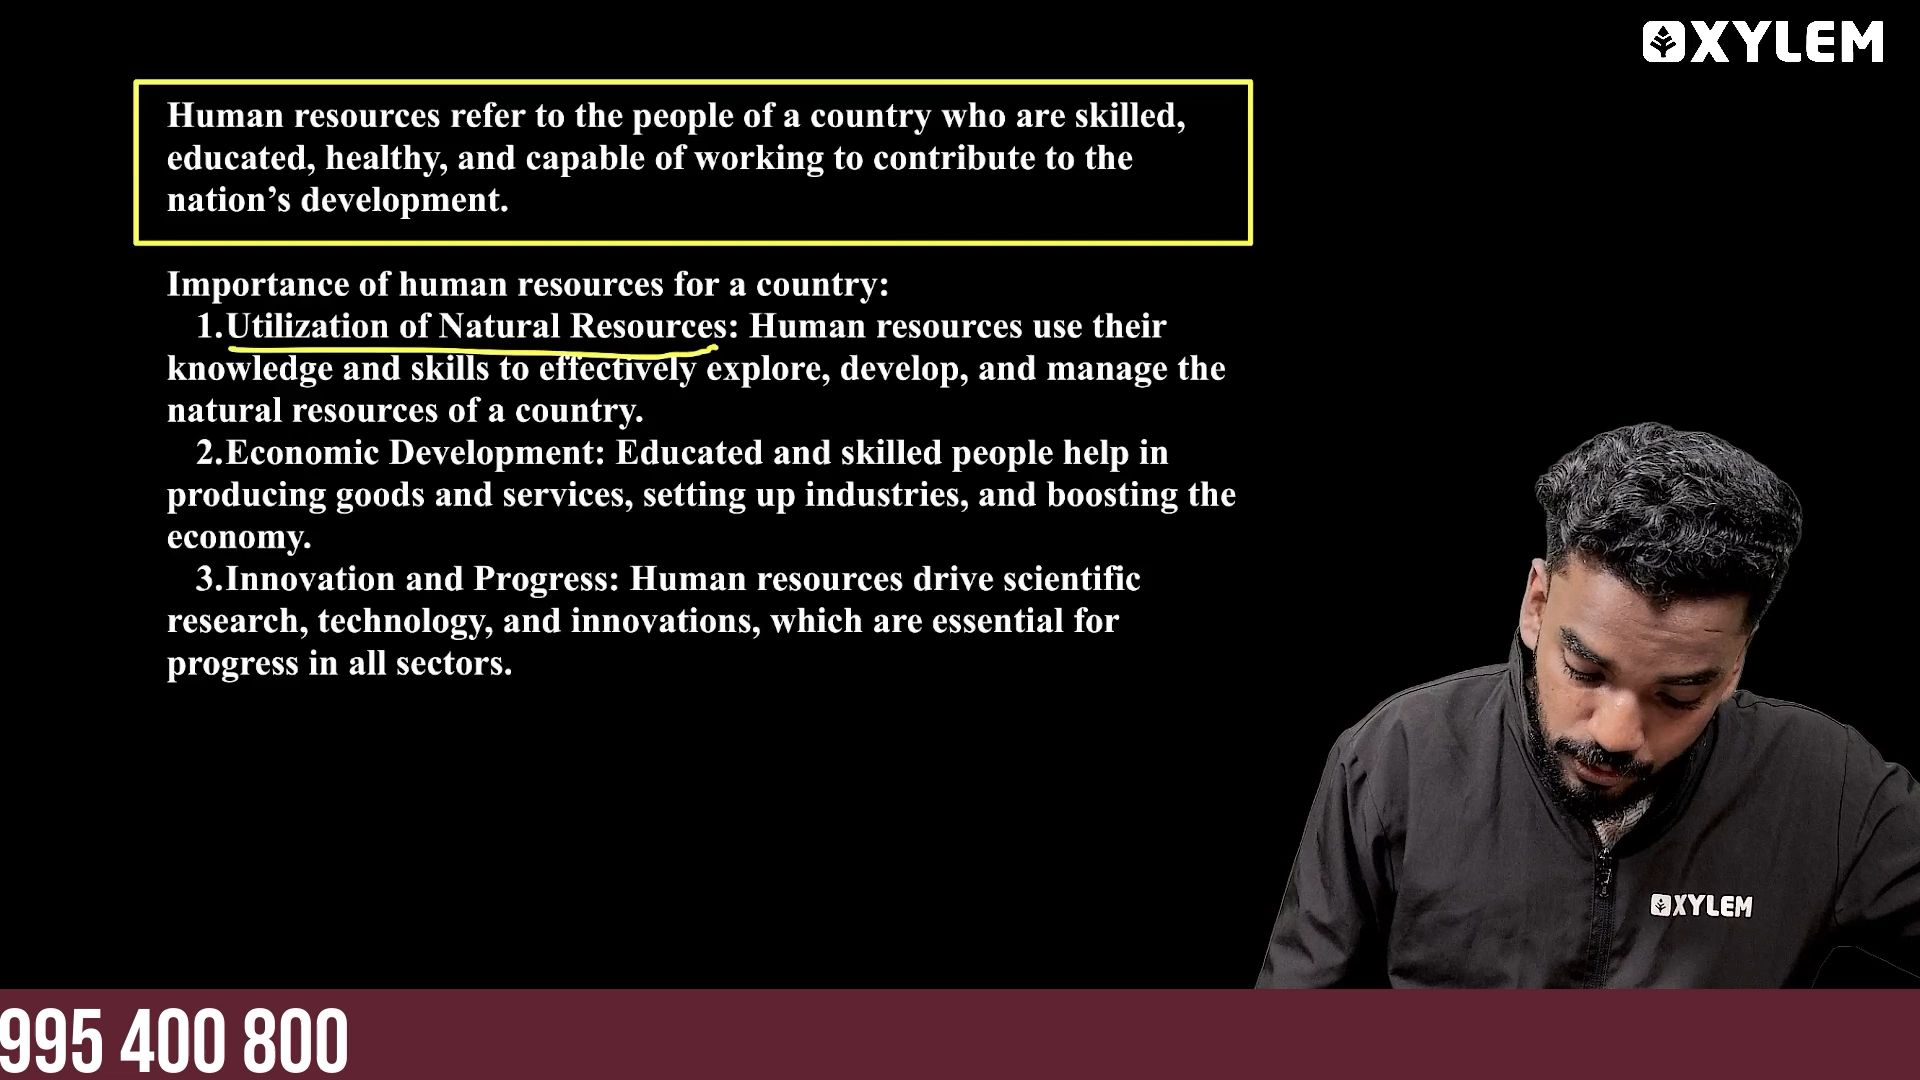 XYLEM
Human resources refer to the people of a country who are skilled,
educated, healthy, and capable of working to contribute to the
nation’s development.
Importance of human resources for a country:
1.Utilization of Natural Resources: Human resources use their
knowledge and skills to effectively explore, develop, and manage the
natural resources of a country.
2.Economic Development: Educated and skilled people help in
producing goods and services, setting up industries, and boosting the
economy.
3.Innovation and Progress: Human resources drive scientific
research, technology, and innovations, which are essential for
progress in all sectors.
XYLEM
995 400 800